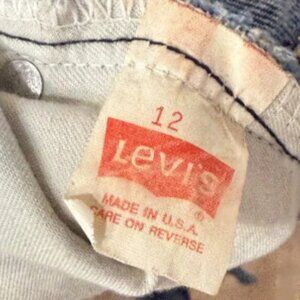 12
Levi's
®
MADE IN U.S.A.
CARE ON REVERSE